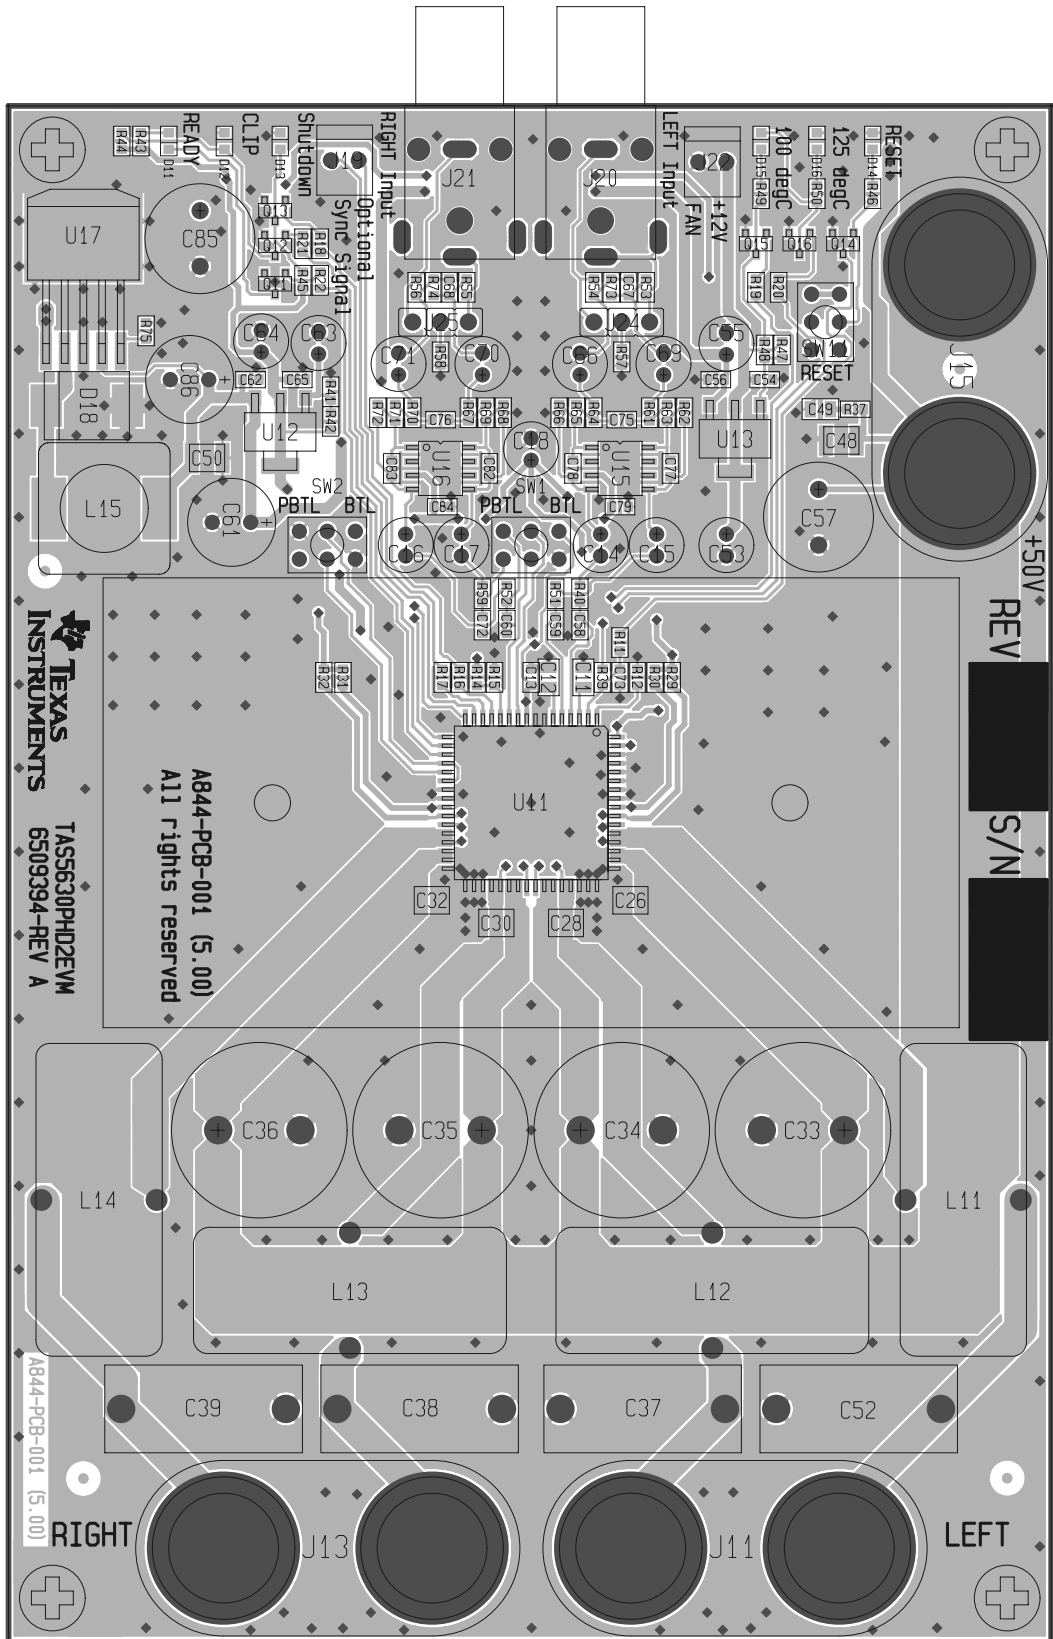 R44
R43
READY
D11
CLIP
D12
Shutdown
D13
J19
RIGHT Input
Optional
Sync Signal
J21
J20
LEFT Input
J22
+12V
FAN
100 degC
D15
R49
125 degC
D16
R50
RESET
D14
R46
U17
C85
Q13
Q12
Q11
R21
R18
R45
R22
R56
R74
C68
R55
R54
R73
C67
R53
Q15
Q16
Q14
R19
R20
J25
J24
R75
C64
C63
C71
R58
C70
C66
R57
C69
C55
R48
R47
SW11
RESET
J15
D18
C86
C62
C65
R41
R42
C56
C54
R72
R71
R70
C76
R67
R69
R68
R66
R65
R64
C75
R61
R63
R62
C49
R37
U12
C50
C83
U16
C82
C18
C78
U15
C77
U13
C48
L15
C61
SW2
PBTL
BTL
C84
SW1
PBTL
BTL
C79
C57
C16
C17
C14
C15
C53
+50V
R59
C72
R52
C60
R51
C59
R40
C58
R11
REV
R32
R31
R17
R16
R14
R15
C13
C12
C11
R39
C73
R12
R30
R29
TEXAS
INSTRUMENTS
U11
A844-PCB-001 (5.00)
All rights reserved
S/N
TAS5630PHD2EVM
6509394-REV A
C32
C30
C28
C26
C36
C35
C34
C33
L14
L11
L13
L12
C39
C38
C37
C52
A844-PCB-001 (5.00)
RIGHT
J13
J11
LEFT